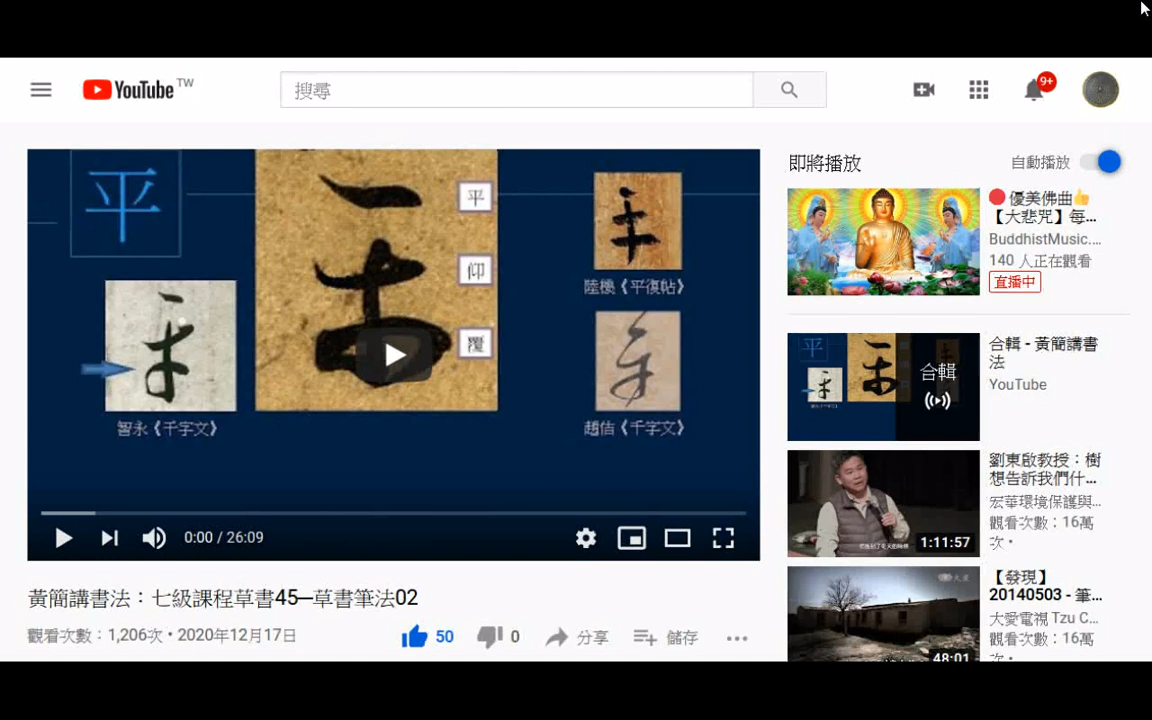 YouTube TW
搜尋
9+
平
平
仰
覆
陸機《平復帖》
智永《千字文》
趙佶《千字文》
0:00 / 26:09
黃簡講書法：七級課程草書45─草書筆法02
觀看次數：1,206次 • 2020年12月17日
50
0
分享
儲存
即將播放
自動播放
優美佛曲
【大悲咒】每...
BuddhistMusic....
140 人正在觀看
直播中
平
合輯
合輯 - 黃簡講書
法
YouTube
1:11:57
劉東啟教授：樹
想告訴我們什...
宏華環境保護與...
觀看次數：16萬
次 •
大愛
48:01
【發現】
20140503 - 筆...
大愛電視 Tzu C...
觀看次數：16萬
次 •